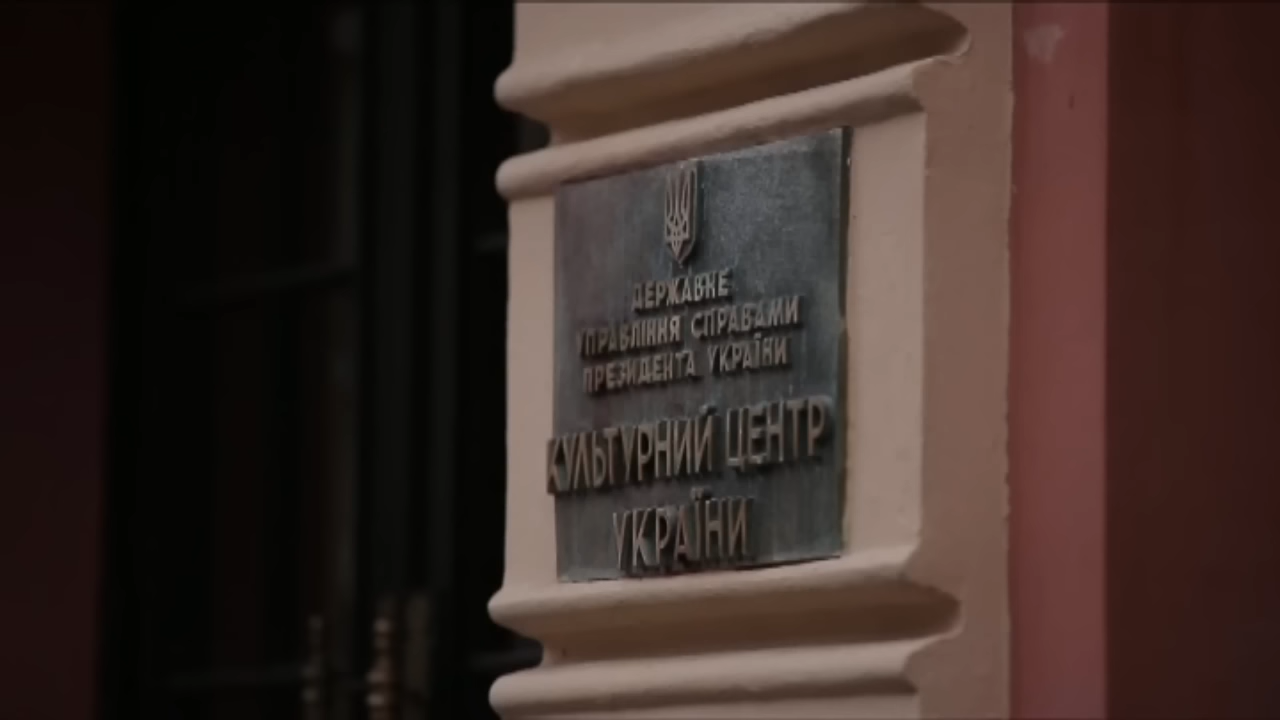 ДЕРЖАВНЕ
УПРАВЛІННЯ СПРАВАМИ
ПРЕЗИДЕНТА УКРАЇНИ
КУЛЬТУРНИЙ ЦЕНТР
УКРАЇНИ